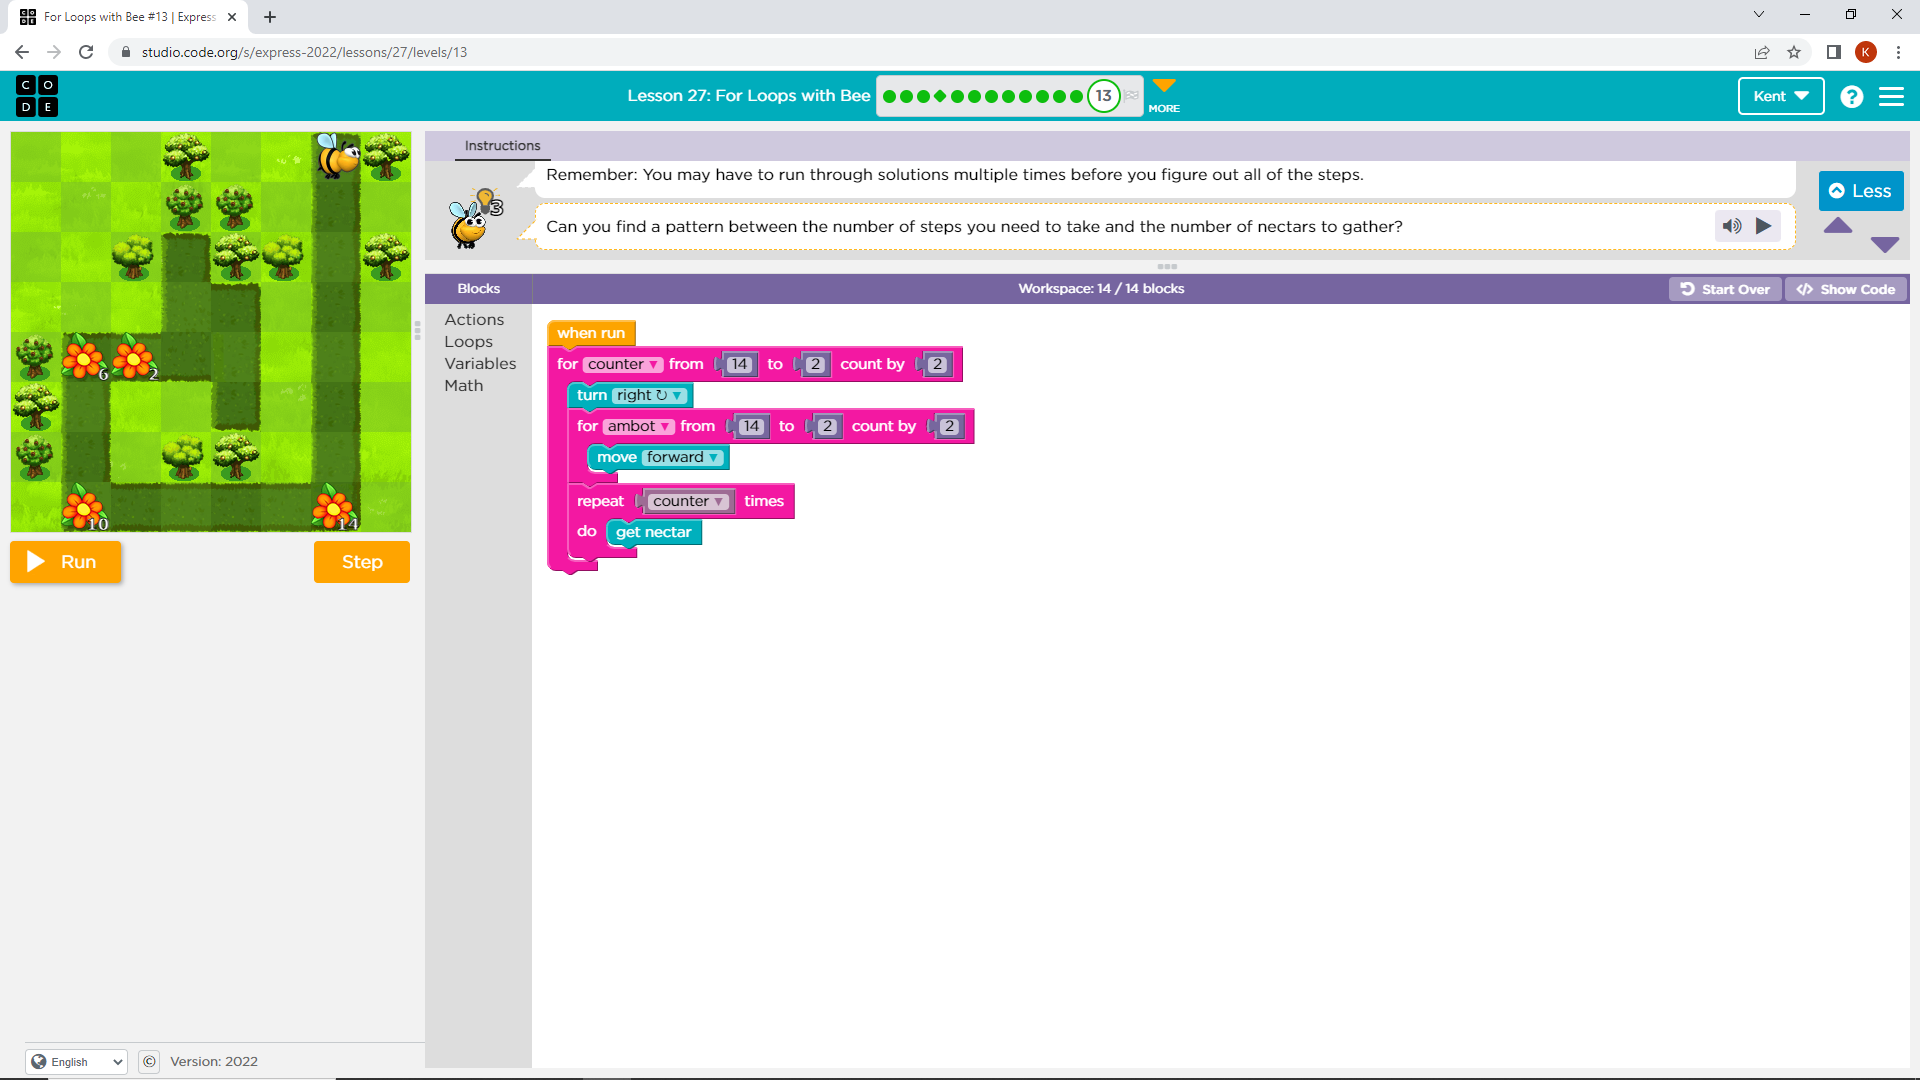 For Loops with Bee #13 | Express
studio.code.org/s/express-2022/lessons/27/levels/13
K
C O
D E
Lesson 27: For Loops with Bee
13
MORE
Kent
?
Instructions
Remember: You may have to run through solutions multiple times before you figure out all of the steps.
3
Can you find a pattern between the number of steps you need to take and the number of nectars to gather?
Less
Blocks
Workspace: 14 / 14 blocks
Start Over
Show Code
Actions
Loops
Variables
Math
when run
for counter from 14 to 2 count by 2
turn right
for ambot from 14 to 2 count by 2
move forward
repeat counter times
do get nectar
6
2
10
14
Run
Step
English
©
Version: 2022